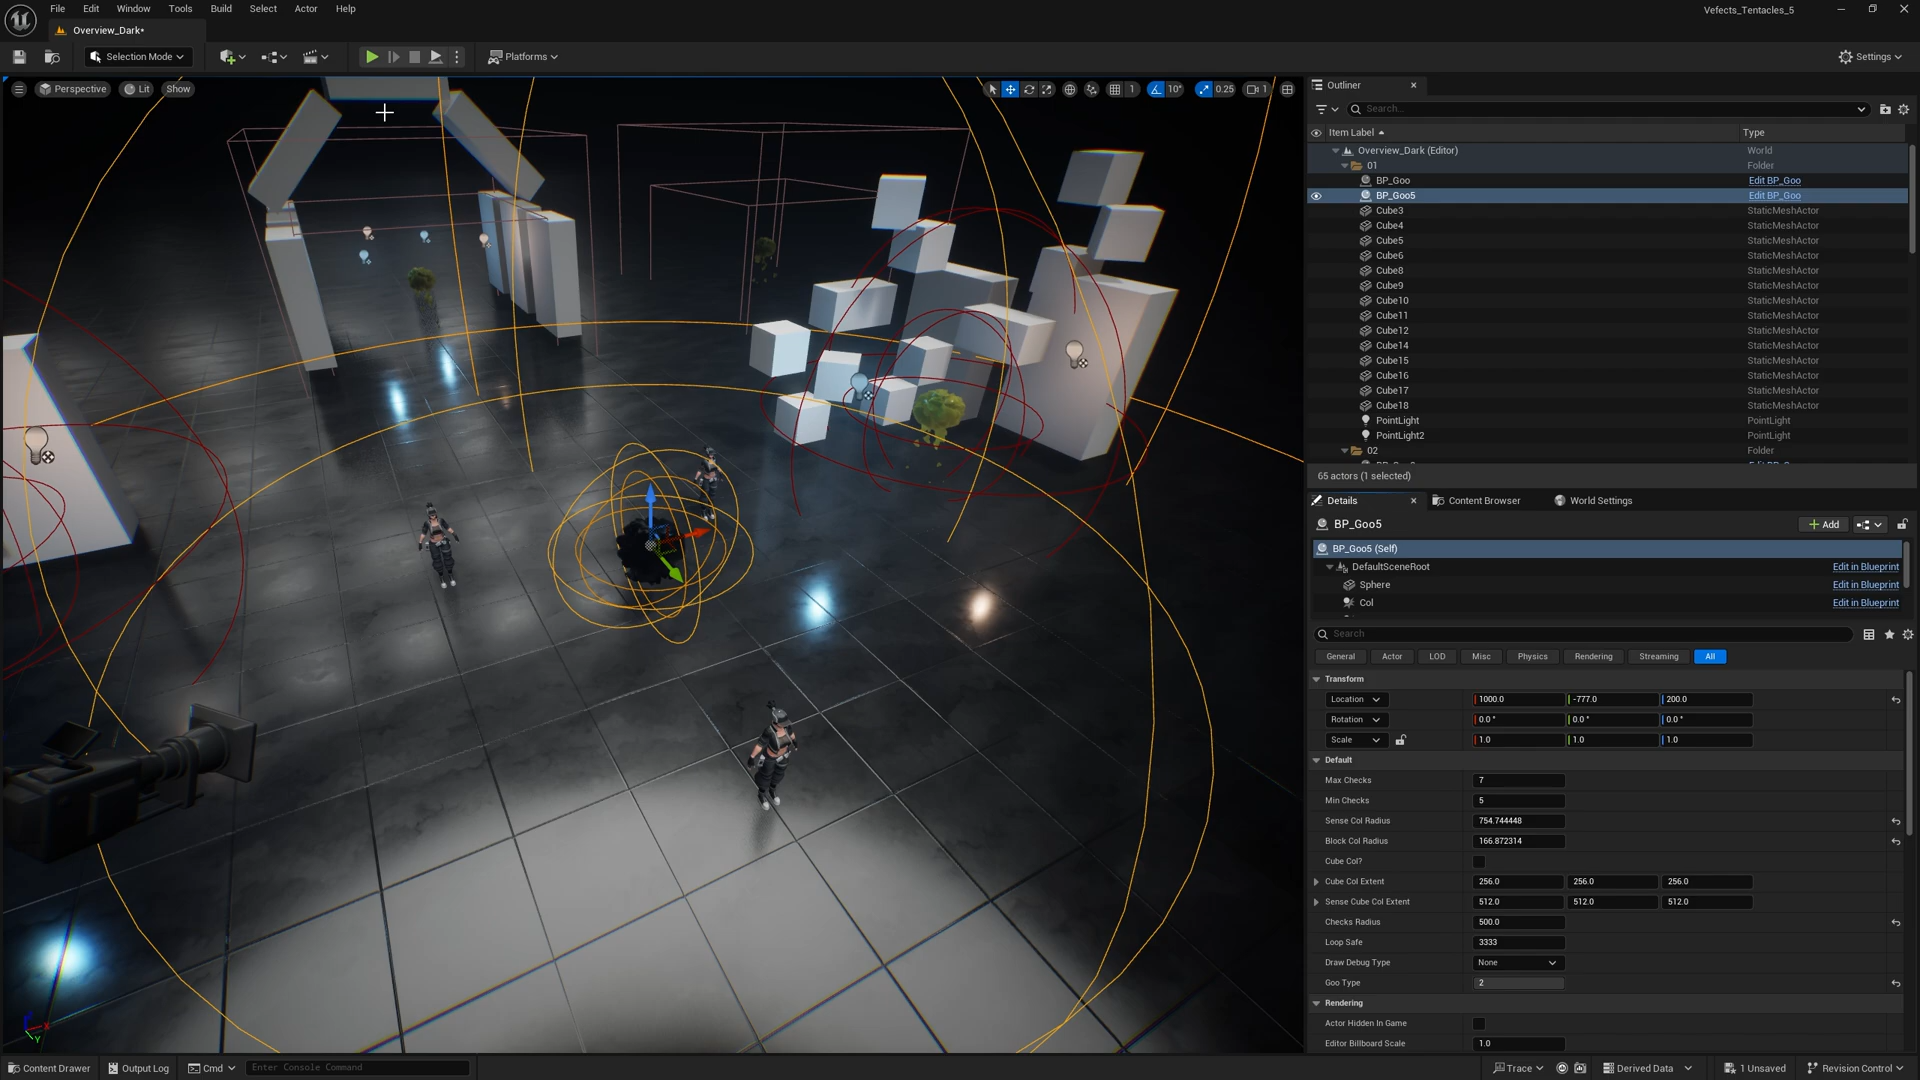 File Edit Window Tools Build Select Actor Help
Vefects_Tentacles_5
Overview_Dark*
Selection Mode
Platforms
Settings
Perspective Lit Show
1 10° 0.25 1
Outliner
Search...
Item Label Type
Overview_Dark (Editor) World
01 Folder
BP_Goo Edit BP_Goo
BP_Goo5 Edit BP_Goo
Cube3 StaticMeshActor
Cube4 StaticMeshActor
Cube5 StaticMeshActor
Cube6 StaticMeshActor
Cube8 StaticMeshActor
Cube9 StaticMeshActor
Cube10 StaticMeshActor
Cube11 StaticMeshActor
Cube12 StaticMeshActor
Cube14 StaticMeshActor
Cube15 StaticMeshActor
Cube16 StaticMeshActor
Cube17 StaticMeshActor
Cube18 StaticMeshActor
PointLight PointLight
PointLight2 PointLight
02 Folder
65 actors (1 selected)
Details Content Browser World Settings
BP_Goo5 Add
BP_Goo5 (Self)
DefaultSceneRoot Edit in Blueprint
Sphere Edit in Blueprint
Col Edit in Blueprint
Search
General Actor LOD Misc Physics Rendering Streaming All
Transform
Location 1000.0 -777.0 200.0
Rotation 0.0° 0.0° 0.0°
Scale 1.0 1.0 1.0
Default
Max Checks 7
Min Checks 5
Sense Col Radius 754.744448
Block Col Radius 166.872314
Cube Col?
Cube Col Extent 256.0 256.0 256.0
Sense Cube Col Extent 512.0 512.0 512.0
Checks Radius 500.0
Loop Safe 3333
Draw Debug Type None
Goo Type 2
Rendering
Actor Hidden In Game
Editor Billboard Scale 1.0
X
Y
Content Drawer Output Log Cmd Enter Console Command Trace Derived Data 1 Unsaved Revision Control